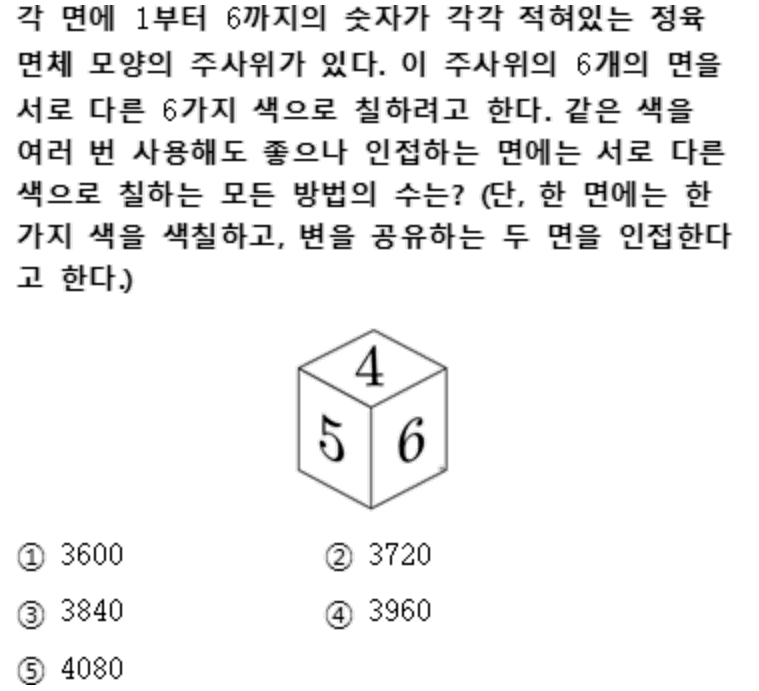 각 면에 1부터 6까지의 숫자가 각각 적혀있는 정육
면체 모양의 주사위가 있다. 이 주사위의 6개의 면을
서로 다른 6가지 색으로 칠하려고 한다. 같은 색을
여러 번 사용해도 좋으나 인접하는 면에는 서로 다른
색으로 칠하는 모든 방법의 수는? (단, 한 면에는 한
가지 색을 색칠하고, 변을 공유하는 두 면을 인접한다
고 한다.)
4
5 6
① 3600 ② 3720
③ 3840 ④ 3960
⑤ 4080